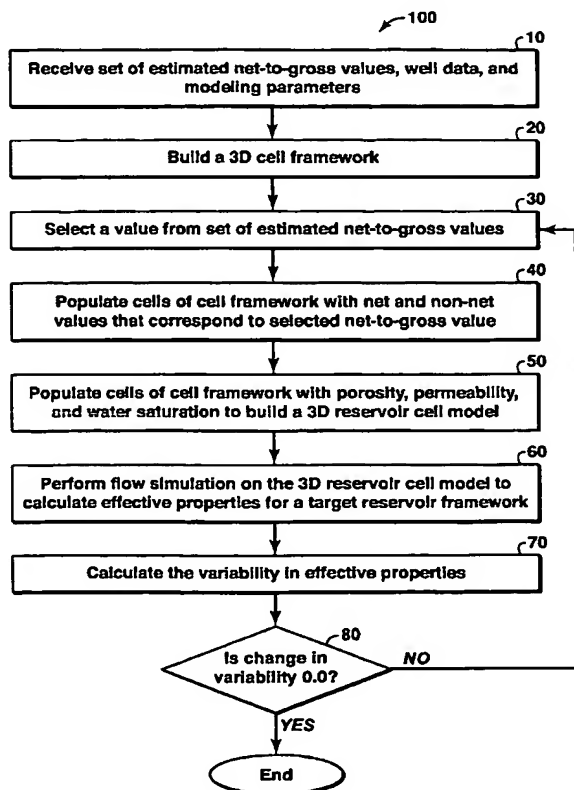 100
10
Receive set of estimated net-to-gross values, well data, and
modeling parameters
20
Build a 3D cell framework
30
Select a value from set of estimated net-to-gross values
40
Populate cells of cell framework with net and non-net
values that correspond to selected net-to-gross value
50
Populate cells of cell framework with porosity, permeability,
and water saturation to build a 3D reservoir cell model
60
Perform flow simulation on the 3D reservoir cell model to
calculate effective properties for a target reservoir framework
70
Calculate the variability in effective properties
80
Is change in
variability 0.0?
NO
YES
End